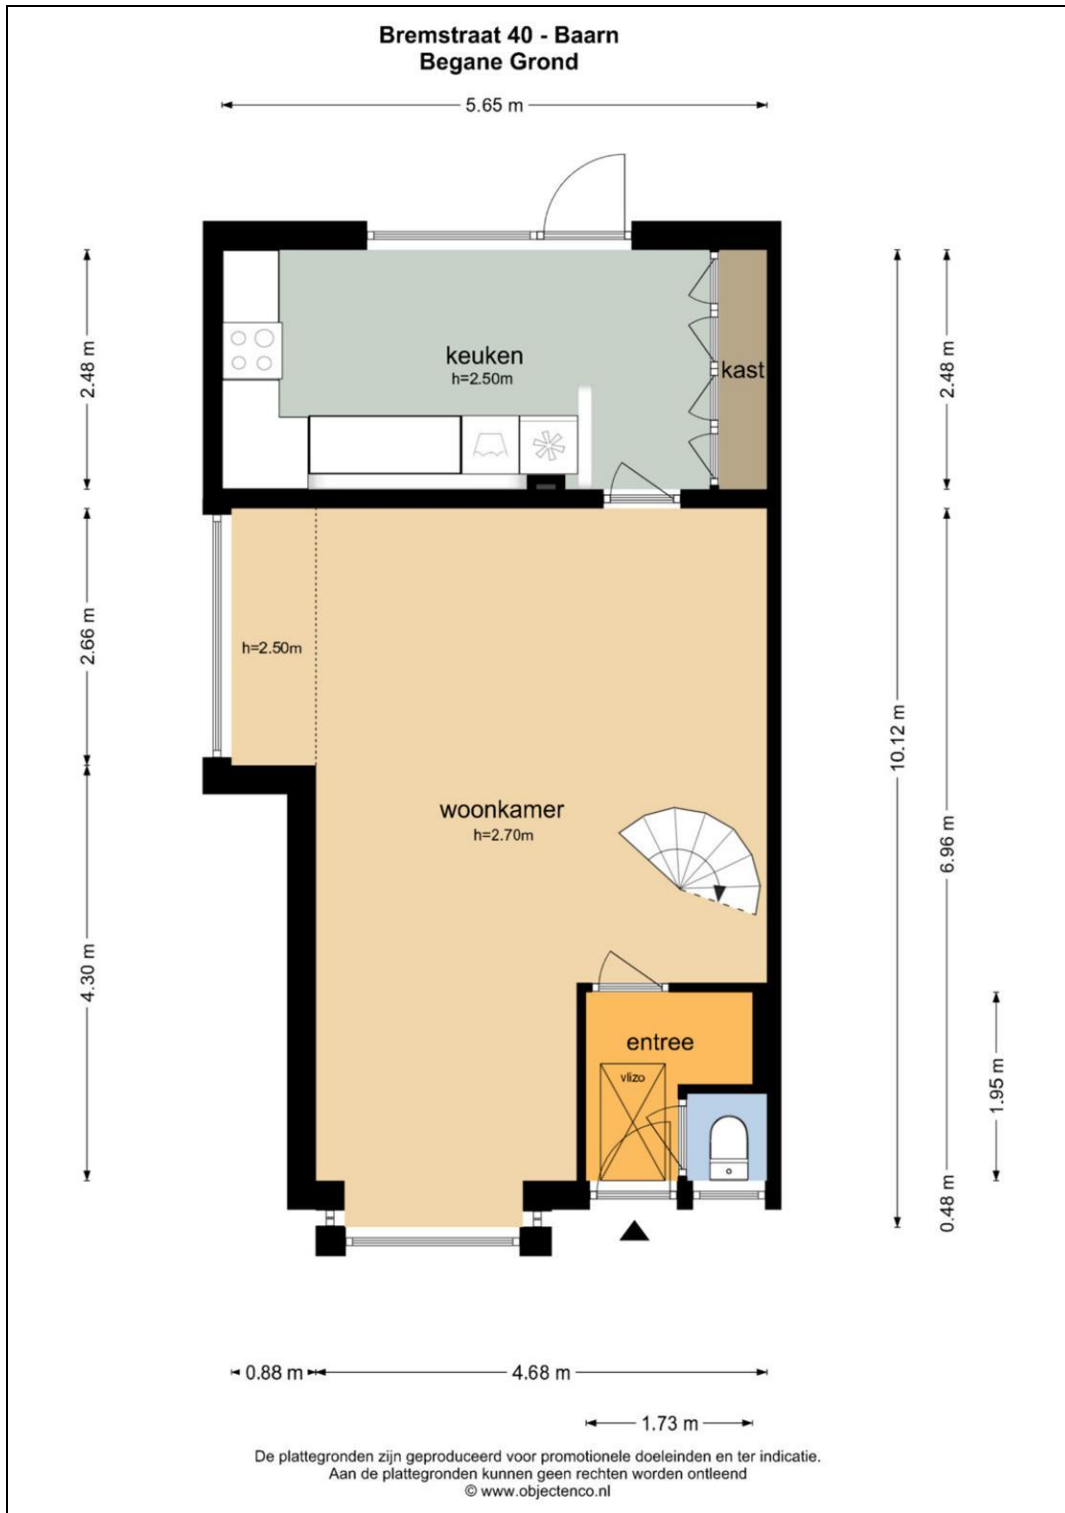 Bremstraat 40 - Baarn
Begane Grond
5.65 m
2.48 m
keuken
h=2.50m
kast
2.48 m
2.66 m
h=2.50m
10.12 m
woonkamer
h=2.70m
6.96 m
4.30 m
entree
vlizo
1.95 m
0.48 m
0.88 m
4.68 m
1.73 m
De plattegronden zijn geproduceerd voor promotionele doeleinden en ter indicatie.
Aan de plattegronden kunnen geen rechten worden ontleend
© www.objectenco.nl